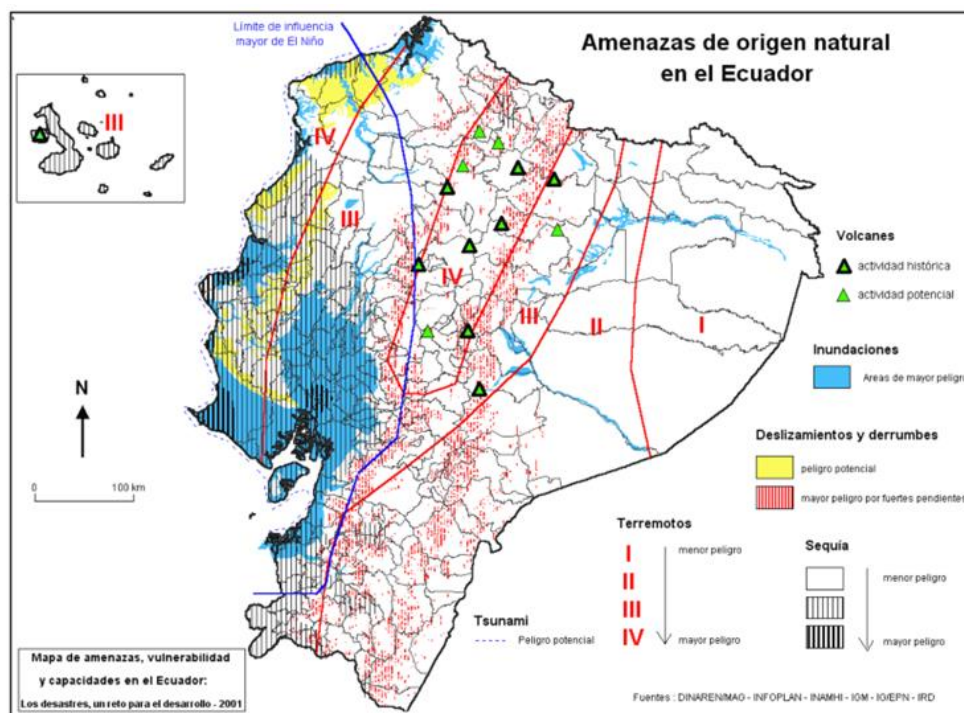 Límite de influencia
mayor de El Niño
Amenazas de origen natural
en el Ecuador
III
IV
III
IV
III
II
I
N
0
100 km
Volcanes
actividad histórica
actividad potencial
Inundaciones
Areas de mayor peligro
Deslizamientos y derrumbes
peligro potencial
mayor peligro por fuertes pendientes
Terremotos
I
II
III
IV
menor peligro
mayor peligro
Sequía
menor peligro
mayor peligro
Tsunami
Peligro potencial
Mapa de amenazas, vulnerabilidad
y capacidades en el Ecuador:
Los desastres, un reto para el desarrollo - 2001
Fuentes : DINAREN/MAG - INFOPLAN - INAMHI - IGM - IG/EPN - IRD